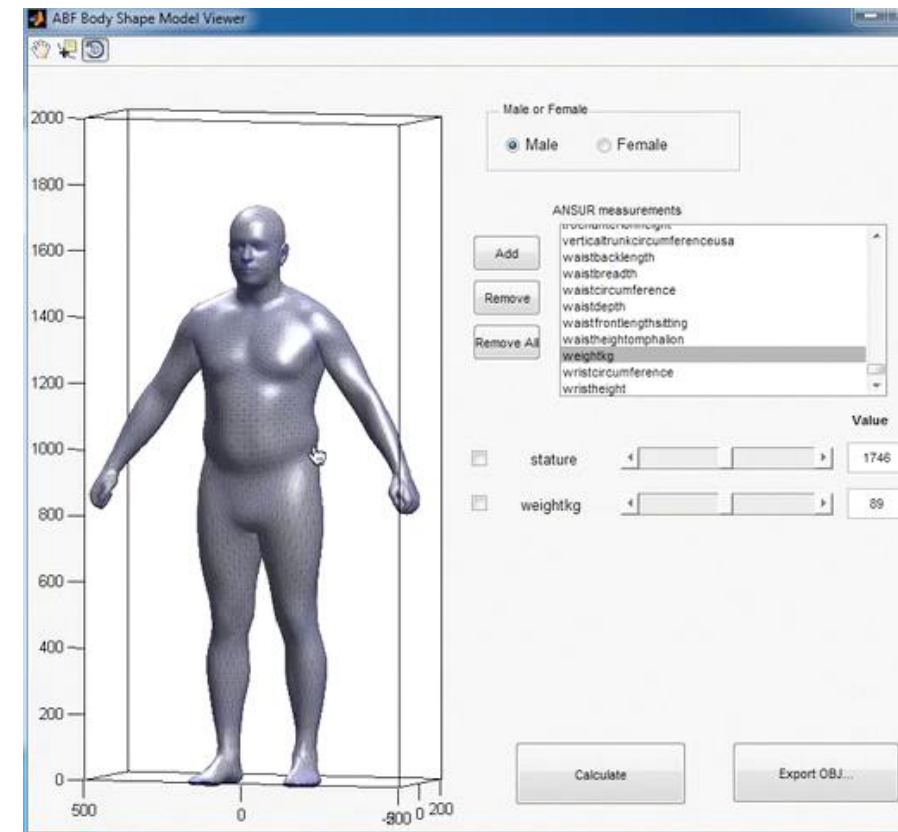 ABF Body Shape Model Viewer
Male or Female
Male
Female
ANSUR measurements
trochanterionheight
verticaltrunkcircumferenceusa
waistbacklength
waistbreadth
waistcircumference
waistdepth
waistfrontlengthsitting
waistheightomphalion
weightkg
wristcircumference
wristheight
Add
Remove
Remove All
Value
stature
1746
weightkg
89
Calculate
Export OBJ...
2000
1800
1600
1400
1200
1000
800
600
400
200
0
500
0
0
200